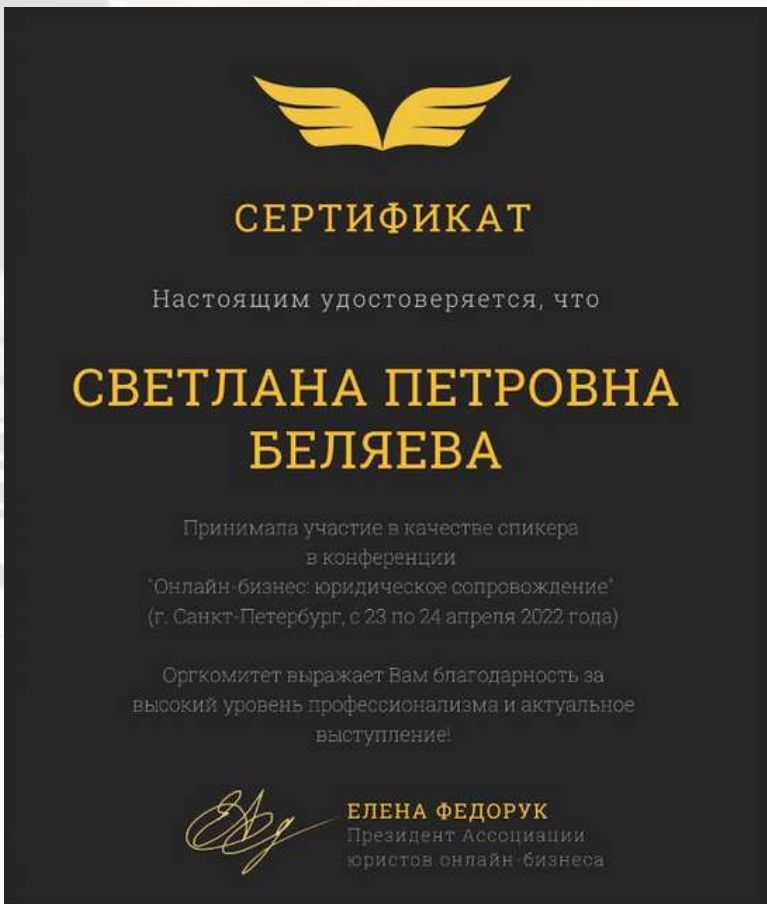 СЕРТИФИКАТ
Настоящим удостоверяется, что
СВЕТЛАНА ПЕТРОВНА
БЕЛЯЕВА
Принимала участие в качестве спикера
в конференции
"Онлайн-бизнес: юридическое сопровождение"
(г. Санкт-Петербург, с 23 по 24 апреля 2022 года)
Оргкомитет выражает Вам благодарность за
высокий уровень профессионализма и актуальное
выступление!
ЕЛЕНА ФЕДОРУК
Президент Ассоциации
юристов онлайн-бизнеса